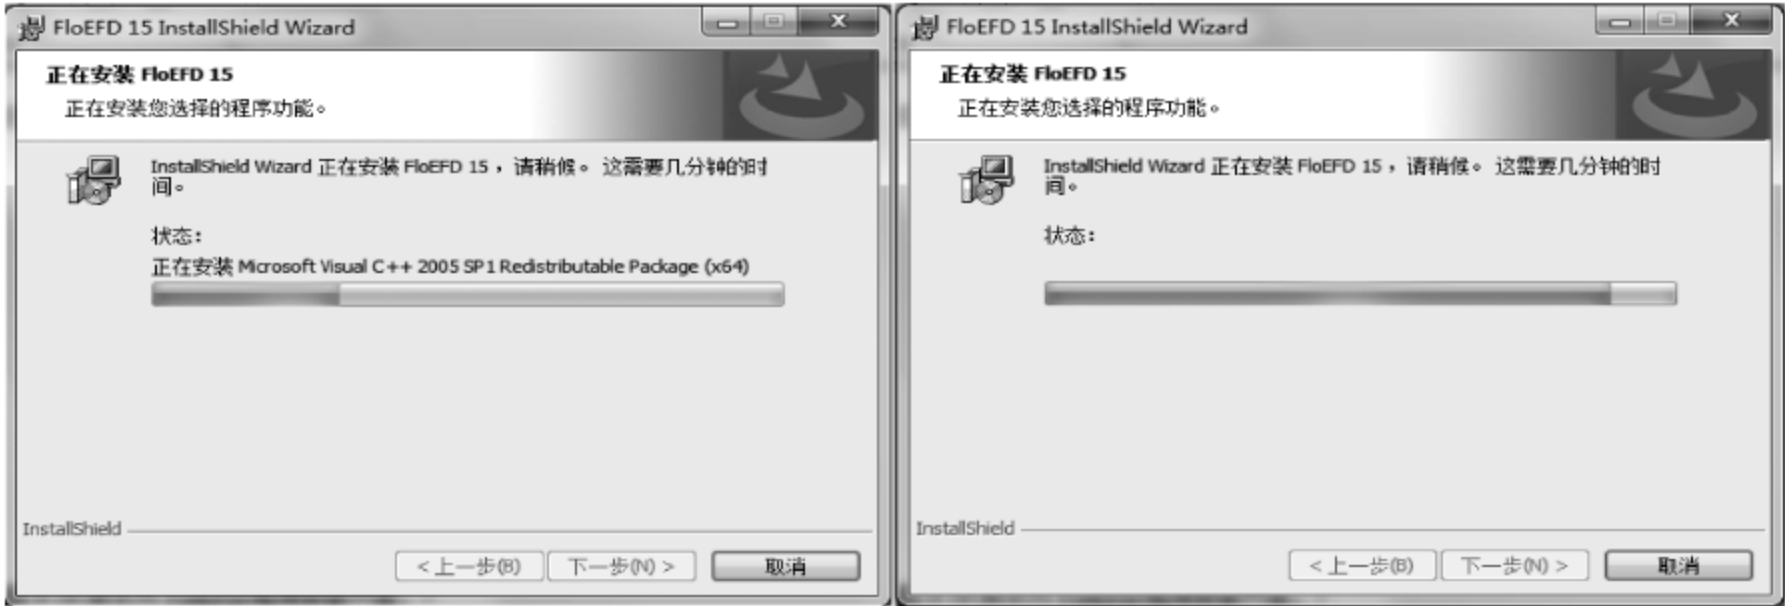 FloEFD 15 InstallShield Wizard
正在安装 FloEFD 15
正在安装您选择的程序功能。
InstallShield Wizard 正在安装 FloEFD 15，请稍候。 这需要几分钟的时
间。
状态：
正在安装 Microsoft Visual C++ 2005 SP1 Redistributable Package (x64)
InstallShield
< 上一步(B)
下一步(N) >
取消
FloEFD 15 InstallShield Wizard
正在安装 FloEFD 15
正在安装您选择的程序功能。
InstallShield Wizard 正在安装 FloEFD 15，请稍候。 这需要几分钟的时
间。
状态：
InstallShield
< 上一步(B)
下一步(N) >
取消